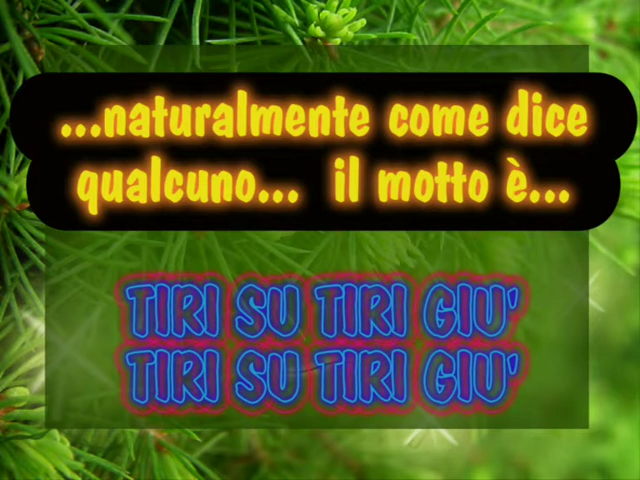 ...naturalmente come dice
qualcuno... il motto è...
TIRI SU TIRI GIU'
TIRI SU TIRI GIU'